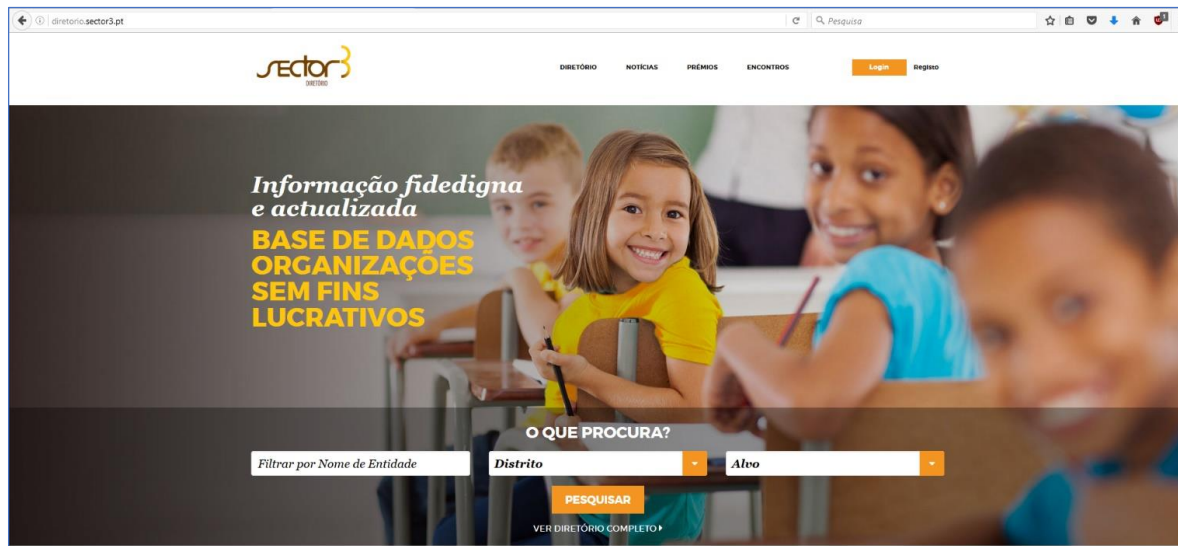 diretorio.sector3.pt
Pesquisa
sector3
DIRETÓRIO
DIRETÓRIO NOTÍCIAS PRÉMIOS ENCONTROS Login Registo
Informação fidedigna
e actualizada
BASE DE DADOS
ORGANIZAÇÕES
SEM FINS
LUCRATIVOS
O QUE PROCURA?
Filtrar por Nome de Entidade Distrito Alvo
PESQUISAR
VER DIRETÓRIO COMPLETO